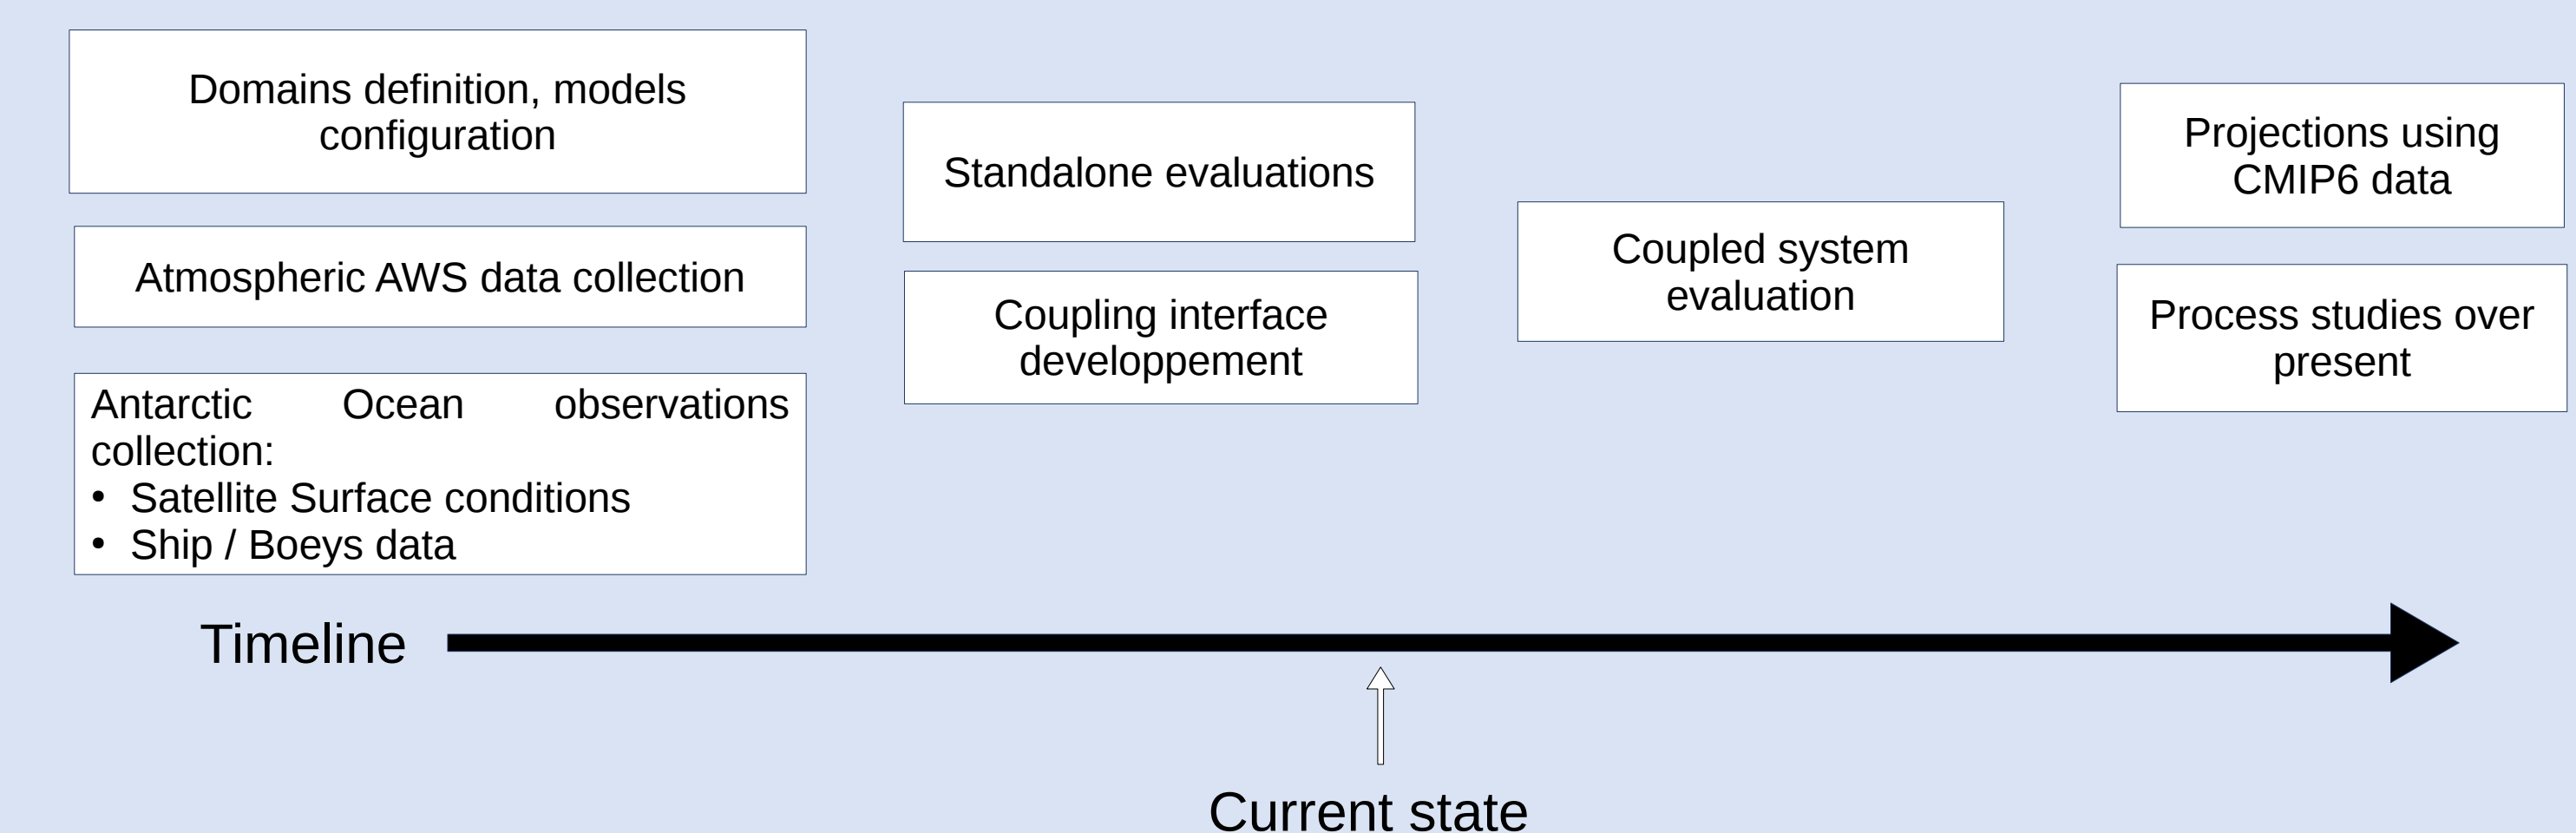 Domains definition, models
configuration
Atmospheric AWS data collection
Antarctic Ocean observations
collection:
• Satellite Surface conditions
• Ship / Boeys data
Standalone evaluations
Coupling interface
developpement
Coupled system
evaluation
Projections using
CMIP6 data
Process studies over
present
Timeline
Current state